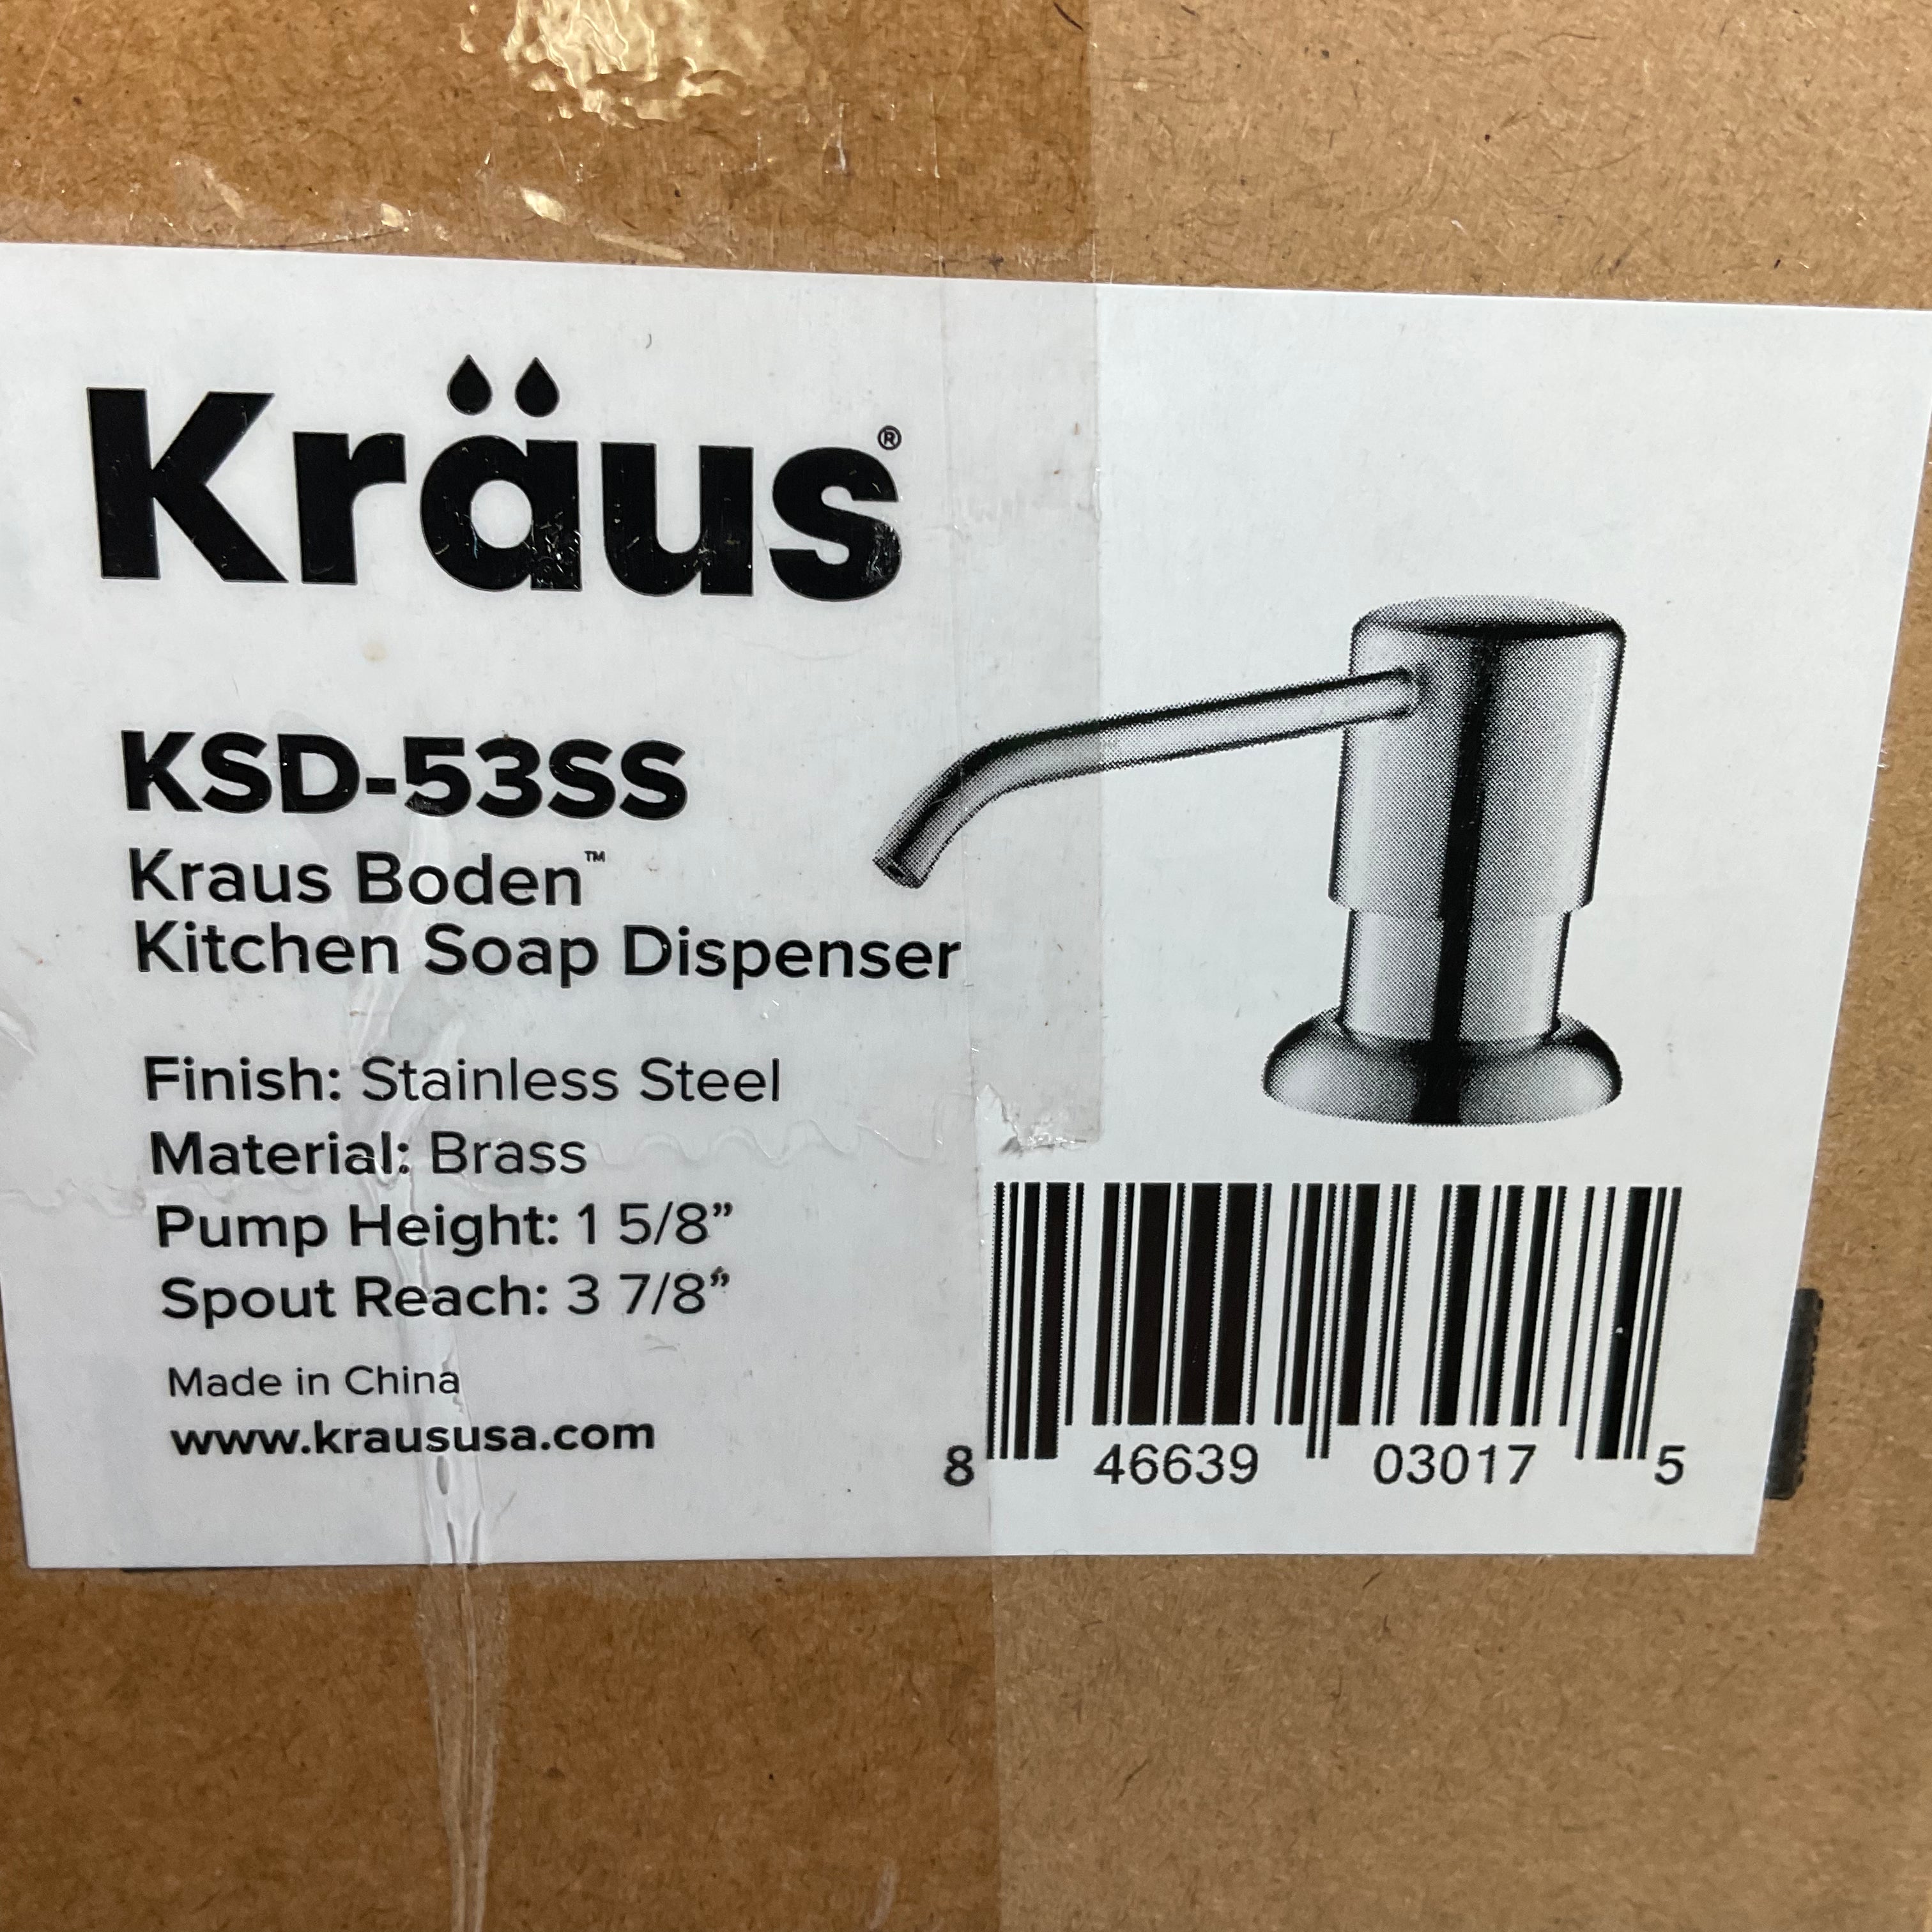 Kräus®
KSD-53SS
Kraus Boden™
Kitchen Soap Dispenser
Finish: Stainless Steel
Material: Brass
Pump Height: 1 5/8”
Spout Reach: 3 7/8”
Made in China
www.kraususa.com
8 46639 03017 5